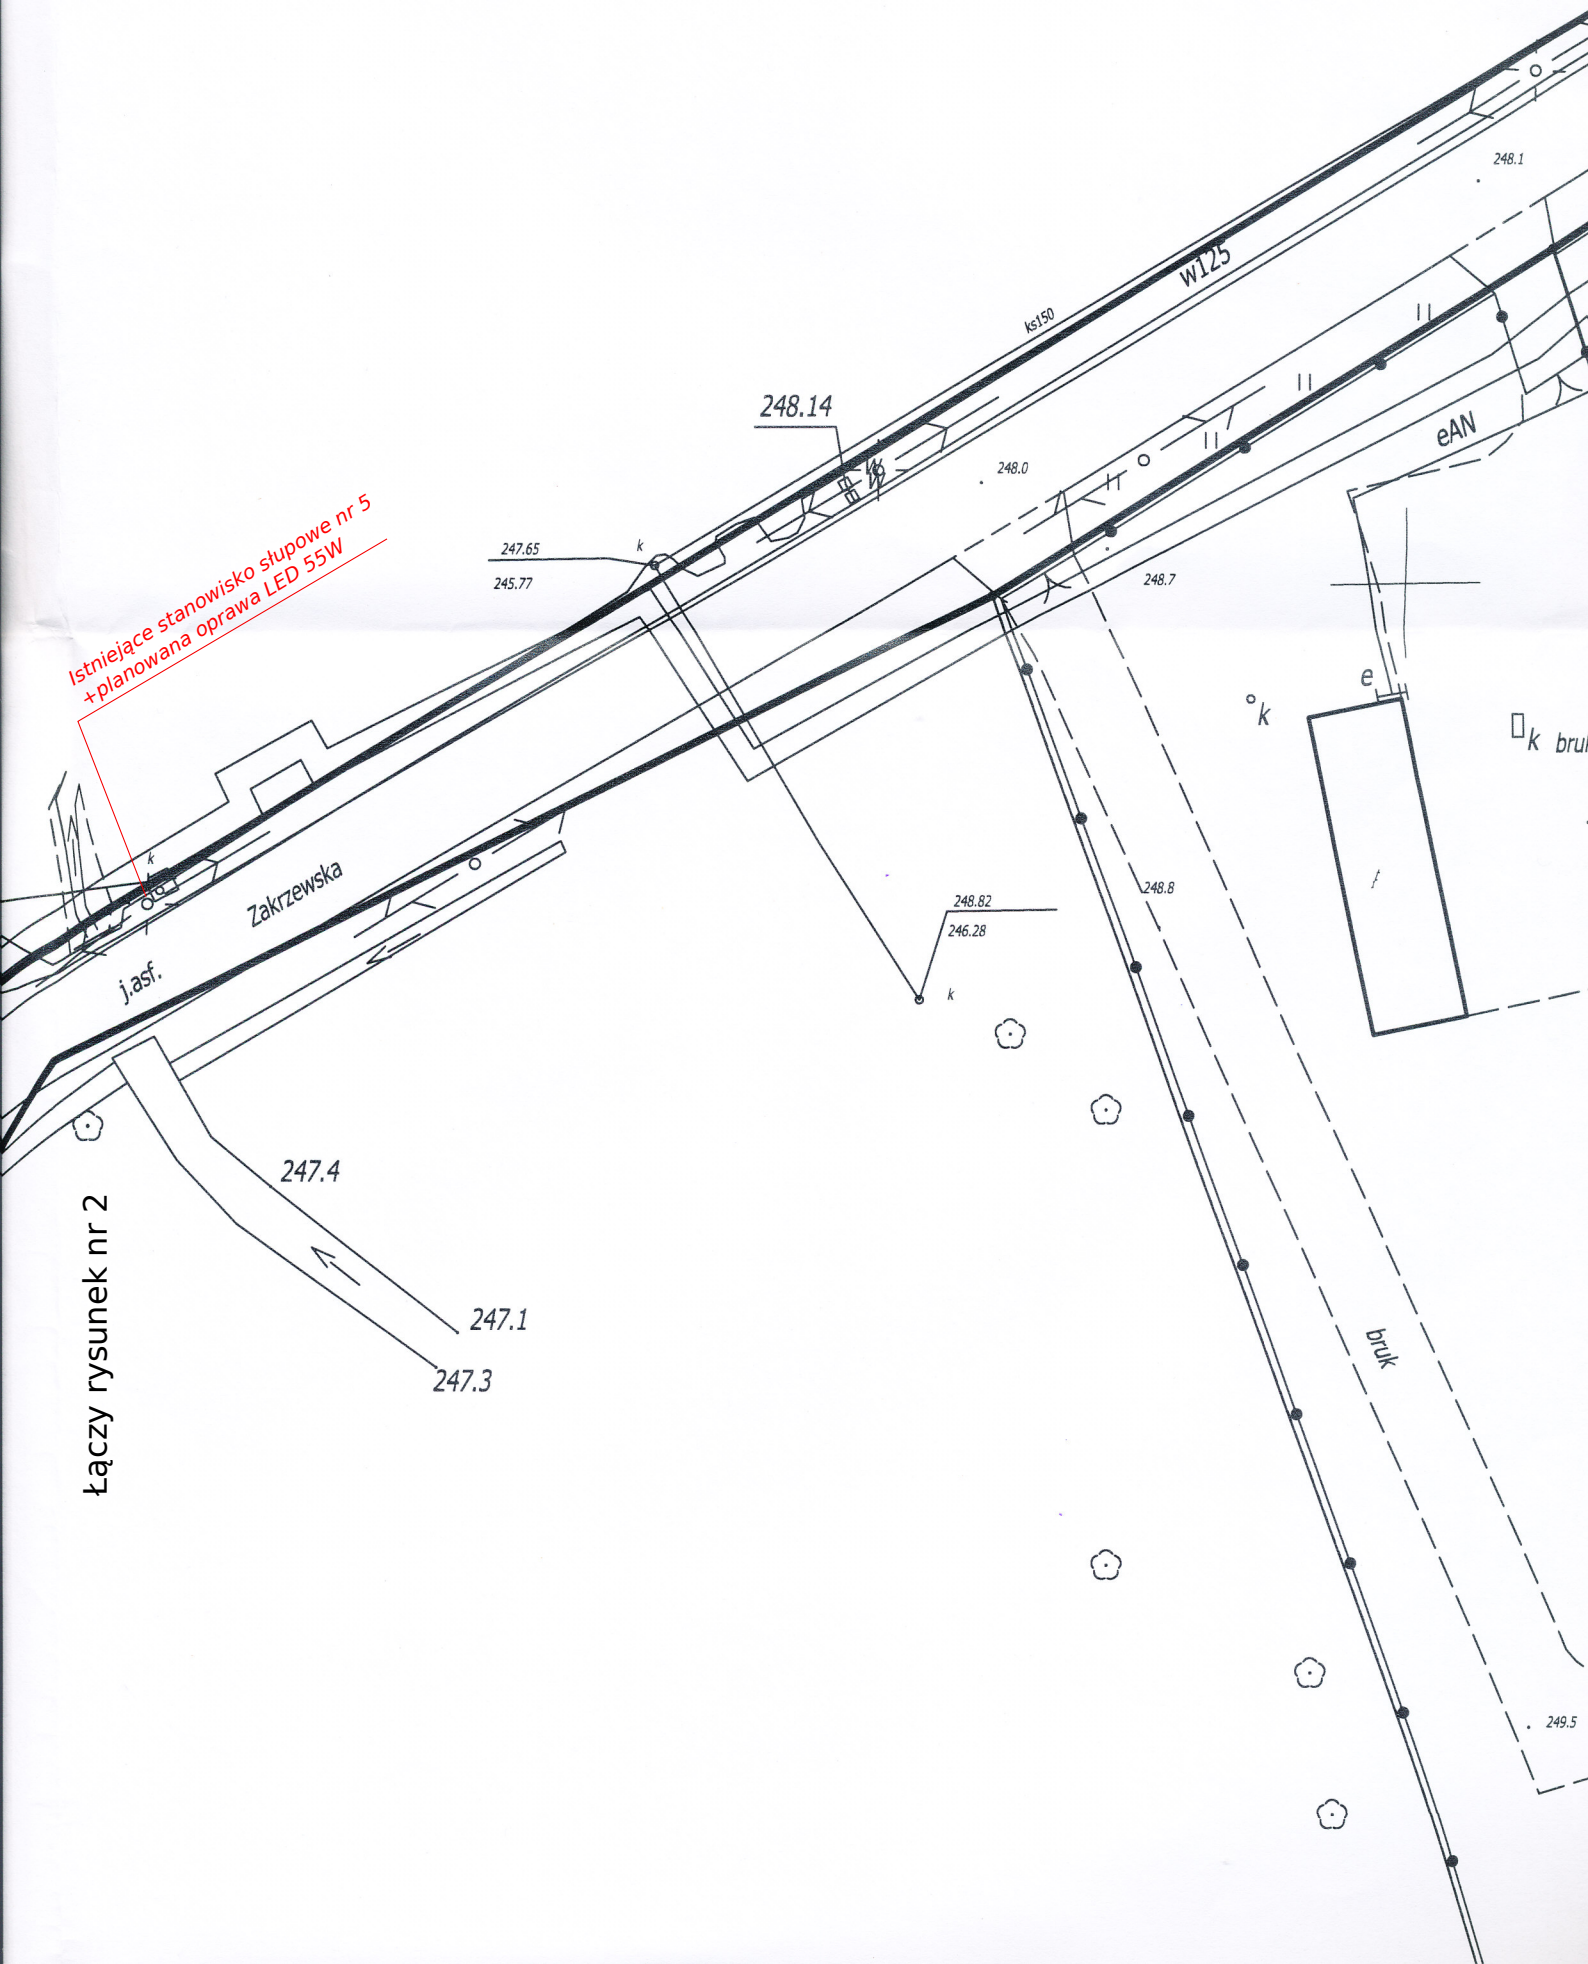 248.1
w125
ks150
248.14
W
248.0
eAN
Istniejące stanowisko słupowe nr 5
+planowana oprawa LED 55W
247.65
k
245.77
248.7
e
k
k
bruk
k
Zakrzewska
248.8
248.82
246.28
k
j.asf.
247.4
Łączy rysunek nr 2
247.1
247.3
bruk
249.5